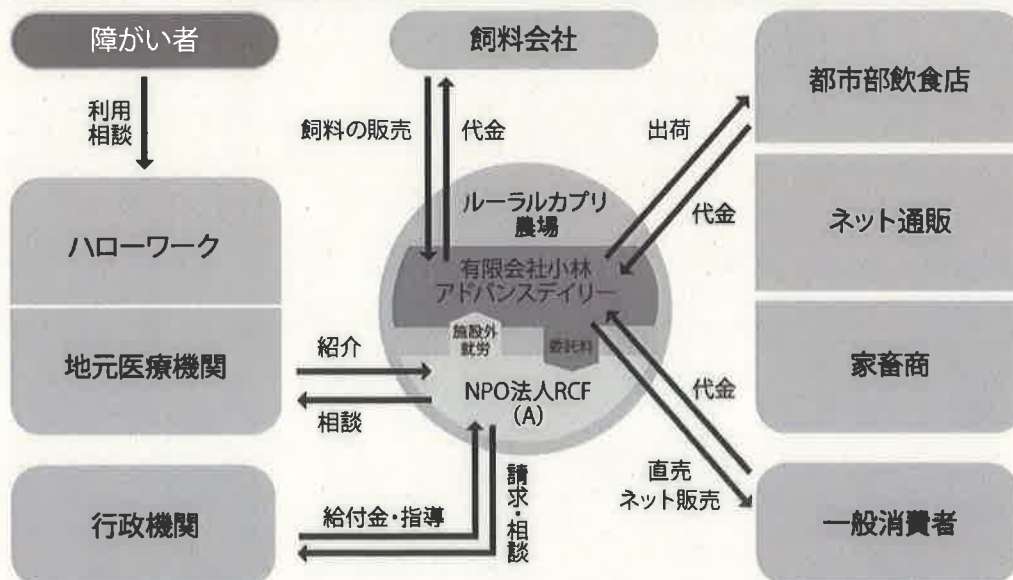 障がい者
飼料会社
都市部飲食店
利用
相談
飼料の販売
代金
出荷
ハローワーク
ルーラルカプリ
農場
代金
ネット通販
有限会社小林
アドバンスデイリー
施設外
就労
委託料
地元医療機関
紹介
NPO法人RCF
(A)
代金
家畜商
相談
直売
ネット販売
請求・相談
行政機関
給付金・指導
一般消費者